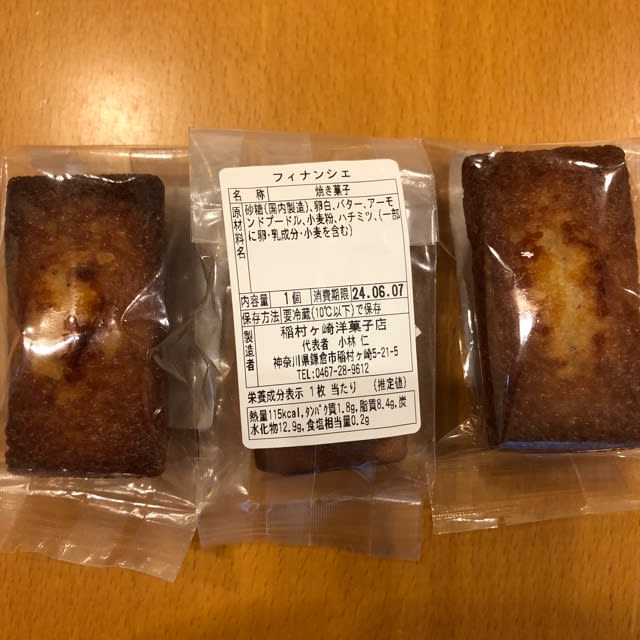 フィナンシェ
名 称 焼き菓子
原材料名 砂糖(国内製造)、卵白、バター、アーモ
ンドプードル、小麦粉、ハチミツ、(一部
に卵・乳成分・小麦を含む)
内容量 1個 消費期限 24.06.07
保存方法 要冷蔵(10℃以下)で保存
製造者 稲村ヶ崎洋菓子店
代表者 小林 仁
神奈川県鎌倉市稲村ヶ崎5-21-5
TEL:0467-28-9612
栄養成分表示 1枚 当たり (推定値)
熱量115kcal,タンパク質1.8g,脂質8.4g,炭
水化物12.9g,食塩相当量0.2g